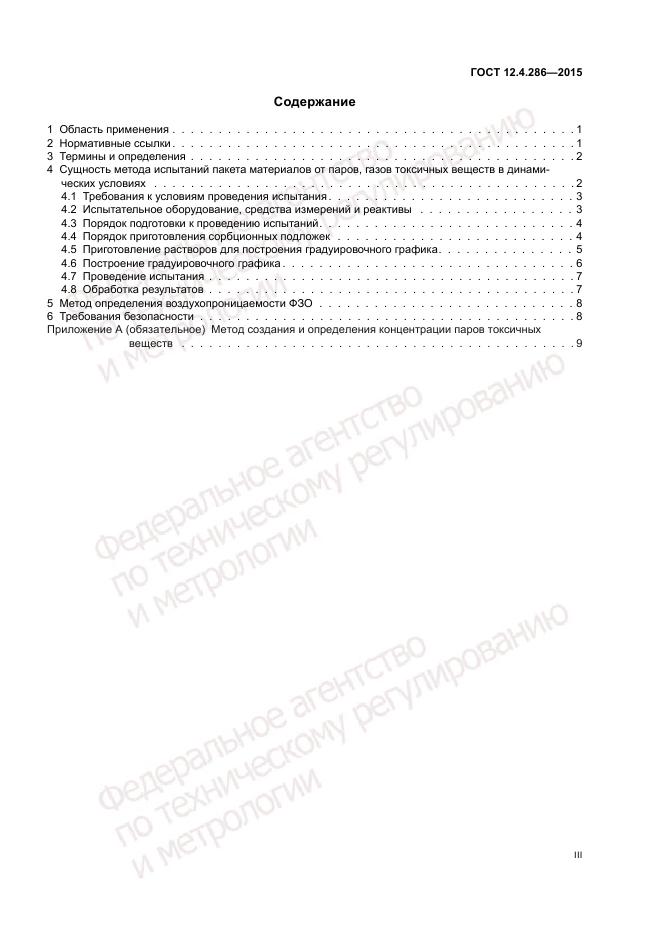 ГОСТ 12.4.286—2015
Содержание
1 Область применения . . . . . . . . . . . . . . . . . . . . . . . . . . . . . . . . . . . . . . . . . . . . 1
2 Нормативные ссылки . . . . . . . . . . . . . . . . . . . . . . . . . . . . . . . . . . . . . . . . . . . . 1
3 Термины и определения . . . . . . . . . . . . . . . . . . . . . . . . . . . . . . . . . . . . . . . . . . 2
4 Сущность метода испытаний пакета материалов от паров, газов токсичных веществ в динами-
ческих условиях . . . . . . . . . . . . . . . . . . . . . . . . . . . . . . . . . . . . . . . . . . . . . . 2
4.1 Требования к условиям проведения испытания . . . . . . . . . . . . . . . . . . . . . . . . . . . 3
4.2 Испытательное оборудование, средства измерений и реактивы . . . . . . . . . . . . . . . . . . 3
4.3 Порядок подготовки к проведению испытаний . . . . . . . . . . . . . . . . . . . . . . . . . . . . 4
4.4 Порядок приготовления сорбционных подложек . . . . . . . . . . . . . . . . . . . . . . . . . . . 4
4.5 Приготовление растворов для построения градуировочного графика . . . . . . . . . . . . . . . 5
4.6 Построение градуировочного графика . . . . . . . . . . . . . . . . . . . . . . . . . . . . . . . . 6
4.7 Проведение испытания . . . . . . . . . . . . . . . . . . . . . . . . . . . . . . . . . . . . . . . . 7
4.8 Обработка результатов . . . . . . . . . . . . . . . . . . . . . . . . . . . . . . . . . . . . . . . . 7
5 Метод определения воздухопроницаемости ФЗО . . . . . . . . . . . . . . . . . . . . . . . . . . . . 8
6 Требования безопасности . . . . . . . . . . . . . . . . . . . . . . . . . . . . . . . . . . . . . . . . . 8
Приложение А (обязательное) Метод создания и определения концентрации паров токсичных
веществ . . . . . . . . . . . . . . . . . . . . . . . . . . . . . . . . . . . . . . . . . . . 9
Федеральное агентство
по техническому регулированию
и метрологии
Федеральное агентство
по техническому регулированию
и метрологии
Федеральное агентство
по техническому регулированию
и метрологии
III